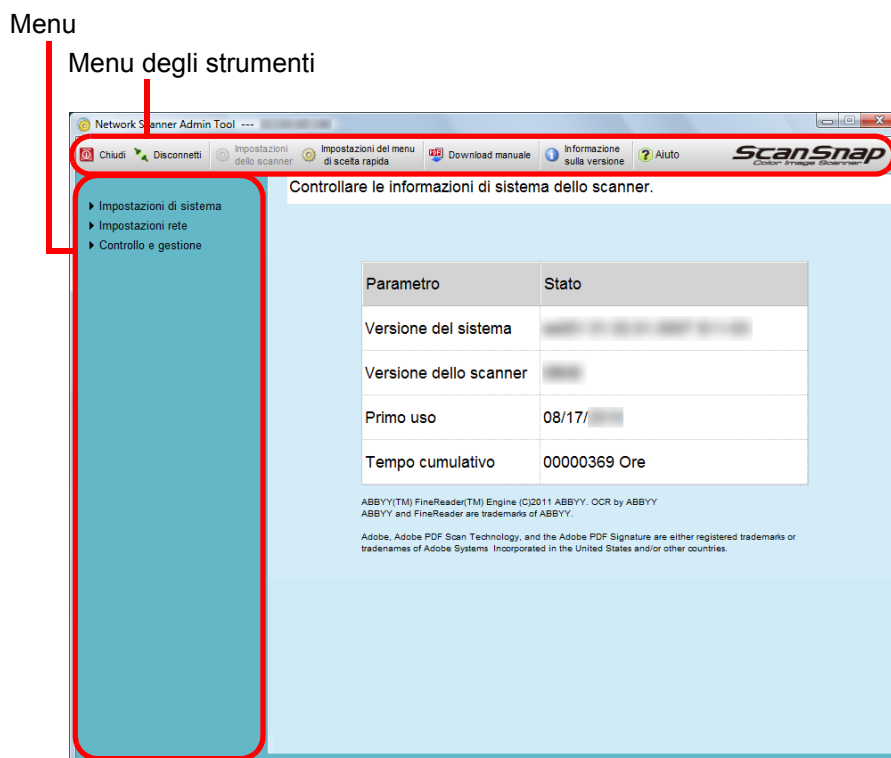 Menu
Menu degli strumenti
Network Scanner Admin Tool ---
Chiudi Disconnetti Impostazioni dello scanner Impostazioni del menu di scelta rapida Download manuale Informazione sulla versione Aiuto ScanSnap
Color Image Scanner
Controllare le informazioni di sistema dello scanner.
Impostazioni di sistema
Impostazioni rete
Controllo e gestione
Parametro Stato
Versione del sistema
Versione dello scanner
Primo uso 08/17/
Tempo cumulativo 00000369 Ore
ABBYY(TM) FineReader(TM) Engine (C)2011 ABBYY. OCR by ABBYY
ABBYY and FineReader are trademarks of ABBYY.
Adobe, Adobe PDF Scan Technology, and the Adobe PDF Signature are either registered trademarks or
tradenames of Adobe Systems Incorporated in the United States and/or other countries.